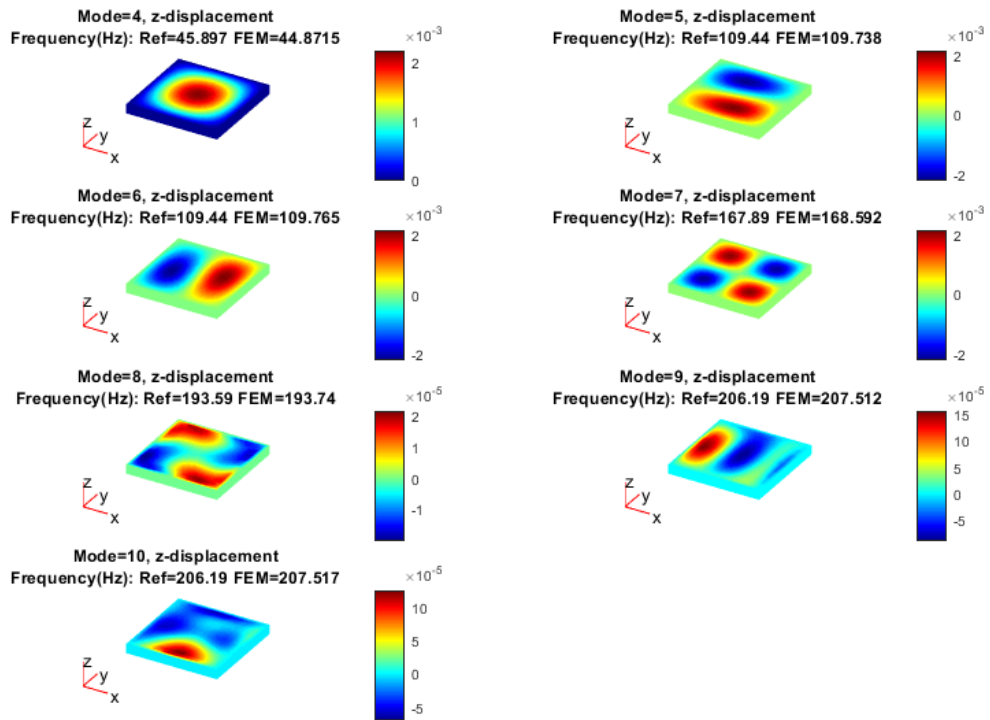 Mode=4, z-displacement
Frequency(Hz): Ref=45.897 FEM=44.8715
×10⁻³
2
1
0
z
y
x
Mode=5, z-displacement
Frequency(Hz): Ref=109.44 FEM=109.738
×10⁻³
2
0
-2
z
y
x
Mode=6, z-displacement
Frequency(Hz): Ref=109.44 FEM=109.765
×10⁻³
2
0
-2
z
y
x
Mode=7, z-displacement
Frequency(Hz): Ref=167.89 FEM=168.592
×10⁻³
2
0
-2
z
y
x
Mode=8, z-displacement
Frequency(Hz): Ref=193.59 FEM=193.74
×10⁻⁵
2
1
0
-1
z
y
x
Mode=9, z-displacement
Frequency(Hz): Ref=206.19 FEM=207.512
×10⁻⁵
15
10
5
0
-5
z
y
x
Mode=10, z-displacement
Frequency(Hz): Ref=206.19 FEM=207.517
×10⁻⁵
10
5
0
-5
z
y
x